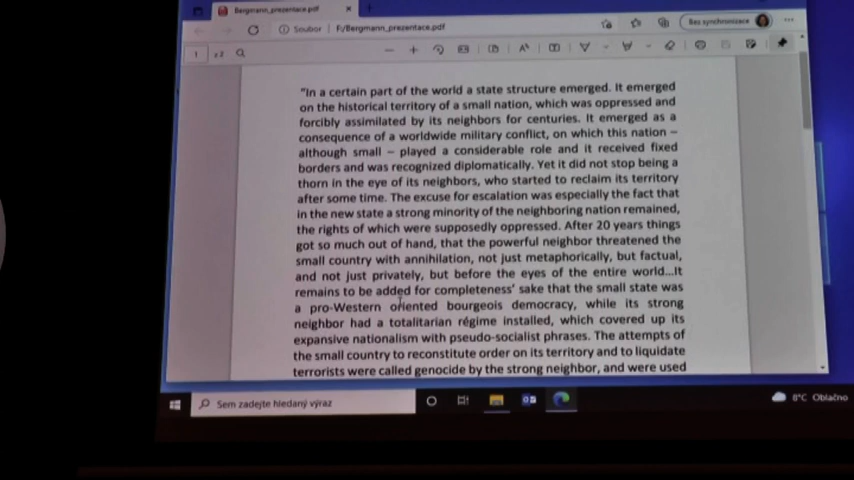 Bergmann_prezentace.pdf
Soubor F:/Bergmann_prezentace.pdf
Bez synchronizace
1 z 2
"In a certain part of the world a state structure emerged. It emerged
on the historical territory of a small nation, which was oppressed and
forcibly assimilated by its neighbors for centuries. It emerged as a
consequence of a worldwide military conflict, on which this nation –
although small – played a considerable role and it received fixed
borders and was recognized diplomatically. Yet it did not stop being a
thorn in the eye of its neighbors, who started to reclaim its territory
after some time. The excuse for escalation was especially the fact that
in the new state a strong minority of the neighboring nation remained,
the rights of which were supposedly oppressed. After 20 years things
got so much out of hand, that the powerful neighbor threatened the
small country with annihilation, not just metaphorically, but factual,
and not just privately, but before the eyes of the entire world...It
remains to be added for completeness' sake that the small state was
a pro-Western oriented bourgeois democracy, while its strong
neighbor had a totalitarian régime installed, which covered up its
expansive nationalism with pseudo-socialist phrases. The attempts of
the small country to reconstitute order on its territory and to liquidate
terrorists were called genocide by the strong neighbor, and were used
Sem zadejte hledaný výraz
8°C Oblačno